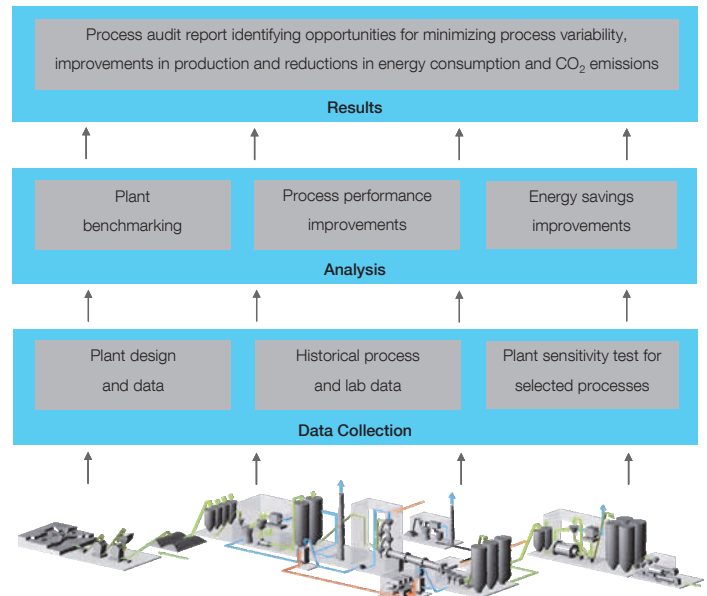 Process audit report identifying opportunities for minimizing process variability,
improvements in production and reductions in energy consumption and CO₂ emissions
Results
Plant
benchmarking
Process performance
improvements
Energy savings
improvements
Analysis
Plant design
and data
Historical process
and lab data
Plant sensitivity test for
selected processes
Data Collection